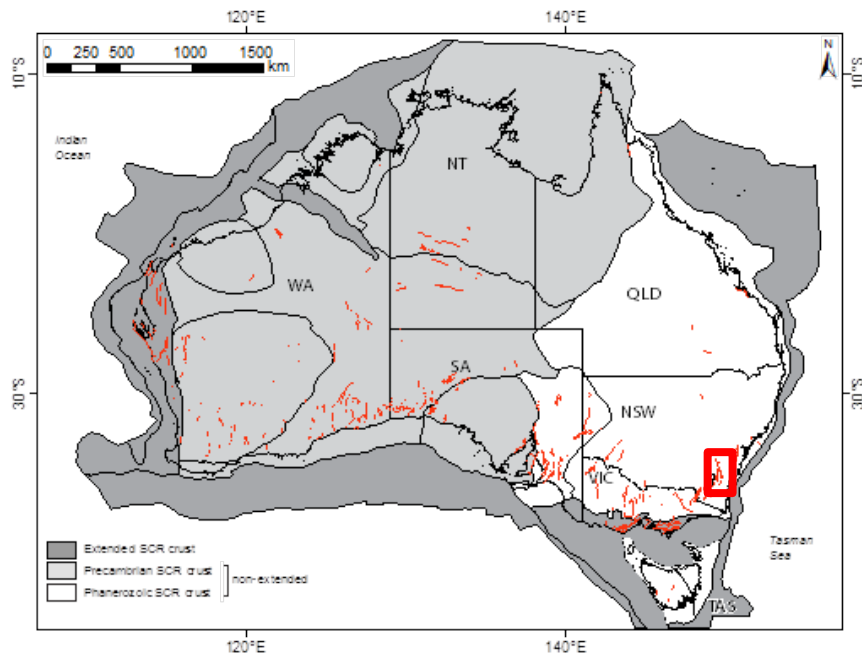 120°E 140°E
0 250 500 1000 1500
km
N
10°S 10°S
Indian
Ocean
NT
WA
QLD
SA
30°S 30°S
NSW
VIC
Tasman
Sea
Extended SCR crust
Precambrian SCR crust
non-extended
Phanerozoic SCR crust
TAS
120°E 140°E